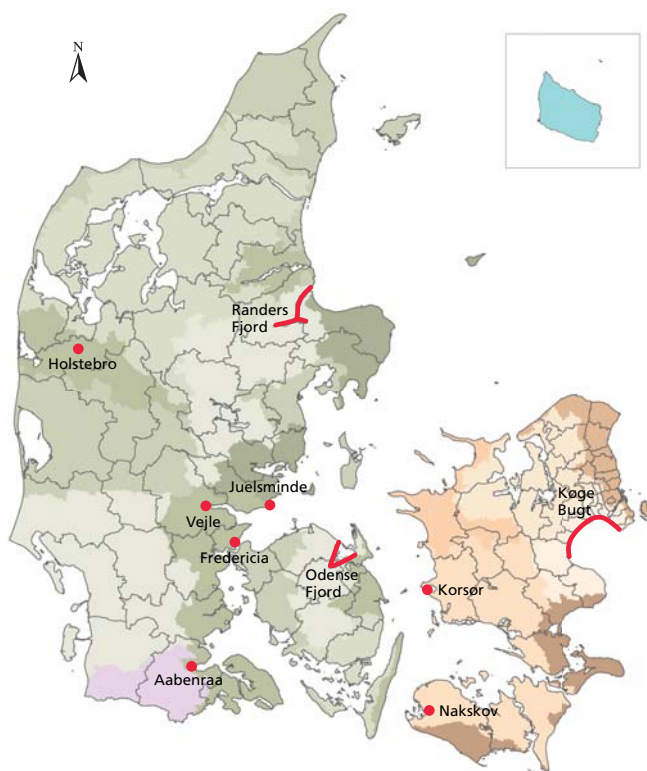 N
Randers
Fjord
Holstebro
Juelsminde
Køge
Bugt
Vejle
Fredericia
Odense
Fjord
Korsør
Aabenraa
Nakskov